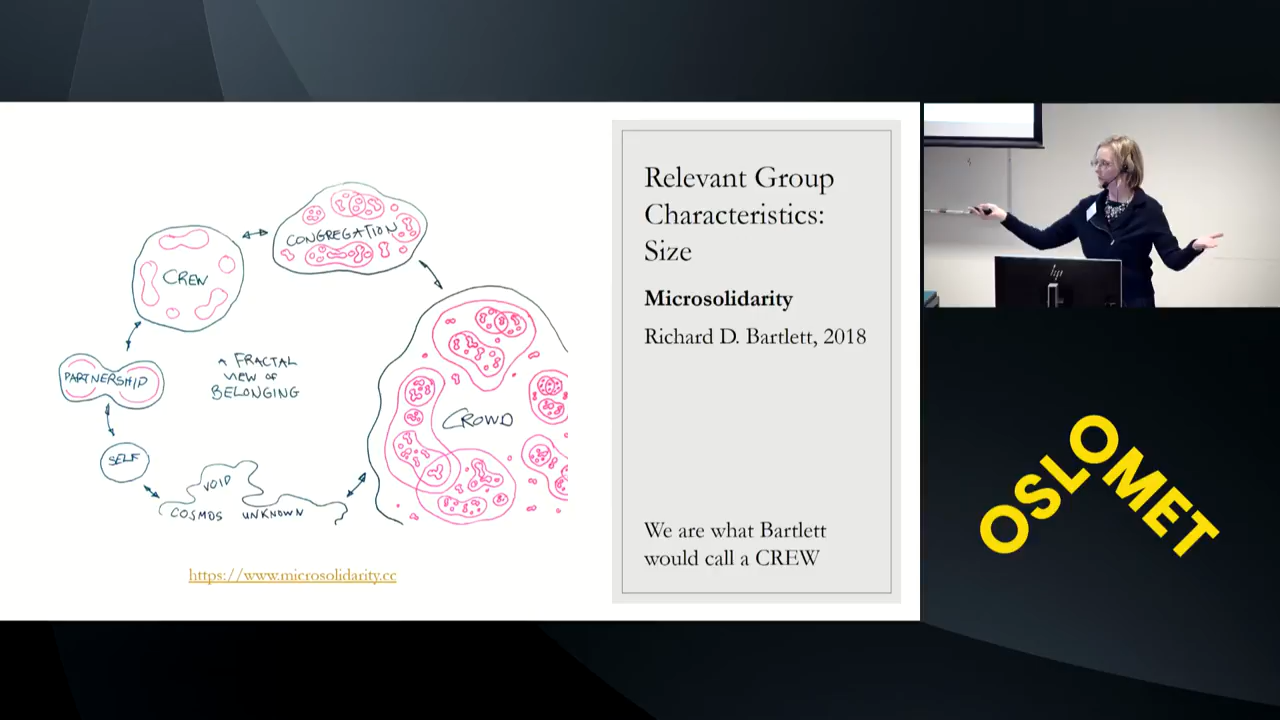 CONGREGATION
CREW
A FRACTAL
VIEW OF
BELONGING
PARTNERSHIP
CROWD
SELF
VOID
COSMOS UNKNOWN
https://www.microsolidarity.cc
Relevant Group
Characteristics:
Size
Microsolidarity
Richard D. Bartlett, 2018
We are what Bartlett
would call a CREW
hp
OSLOMET